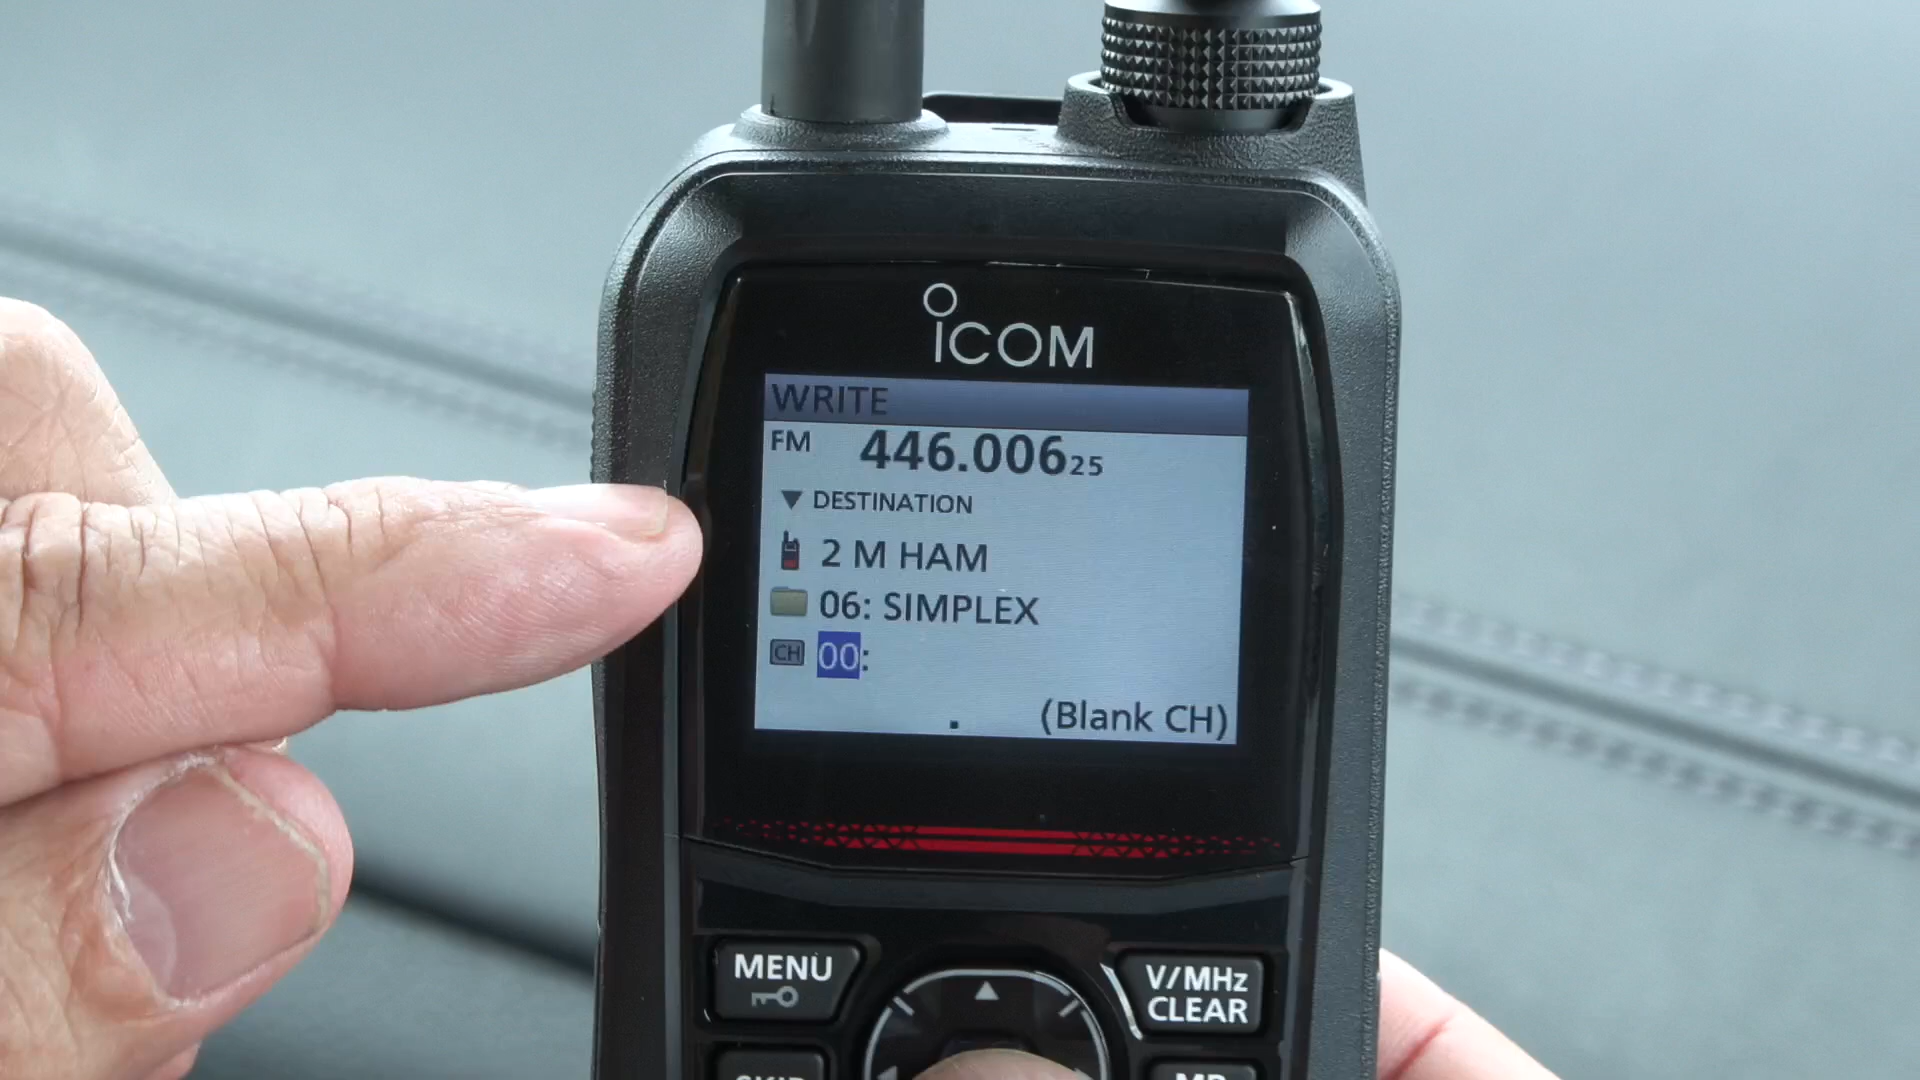 ICOM
WRITE
FM 446.00625
▼ DESTINATION
2 M HAM
06: SIMPLEX
CH 00:
. (Blank CH)
MENU
V/MHz
CLEAR